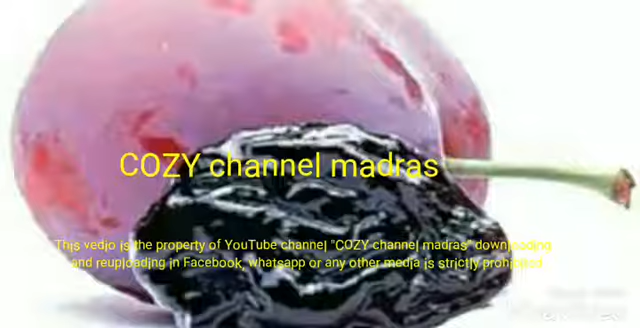 COZY channel madras
This vedio is the property of YouTube channel "COZY channel madras" downloading
and reuploading in Facebook, whatsapp or any other media is strictly prohibited